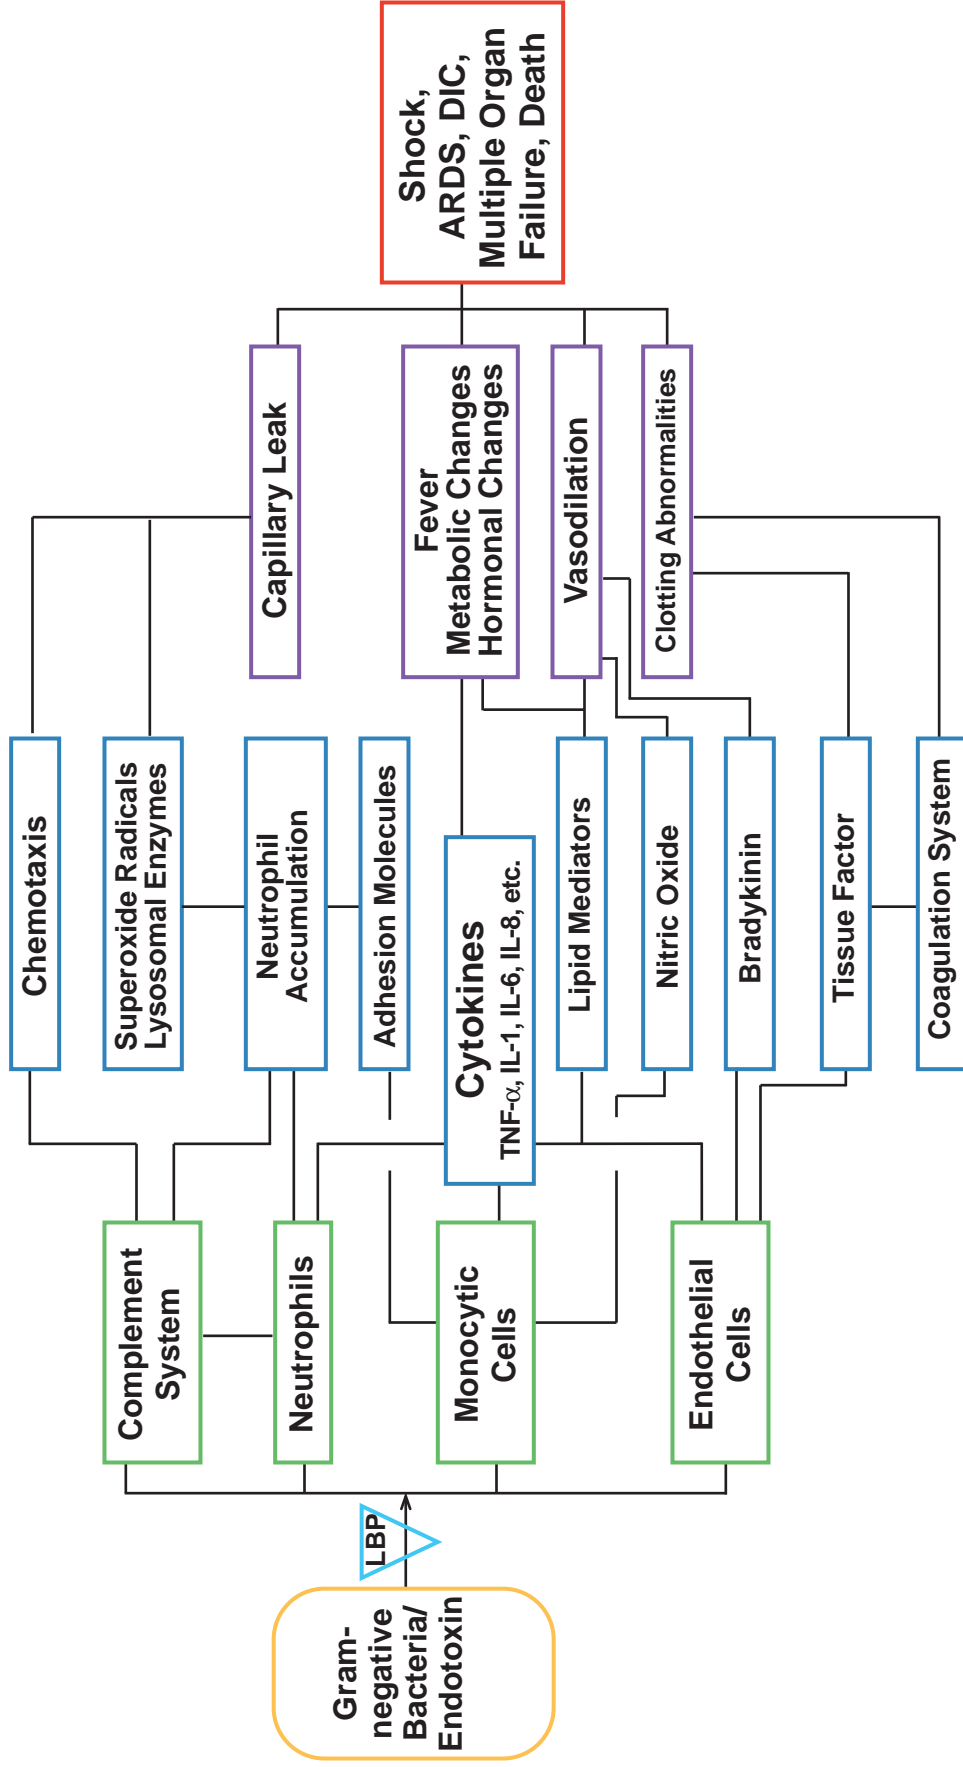 Gram-
negative
Bacteria/
Endotoxin
LBP
Complement
System
Neutrophils
Monocytic
Cells
Endothelial
Cells
Chemotaxis
Superoxide Radicals
Lysosomal Enzymes
Neutrophil
Accumulation
Adhesion Molecules
Cytokines
TNF-α, IL-1, IL-6, IL-8, etc.
Lipid Mediators
Nitric Oxide
Bradykinin
Tissue Factor
Coagulation System
Capillary Leak
Fever
Metabolic Changes
Hormonal Changes
Vasodilation
Clotting Abnormalities
Shock,
ARDS, DIC,
Multiple Organ
Failure, Death